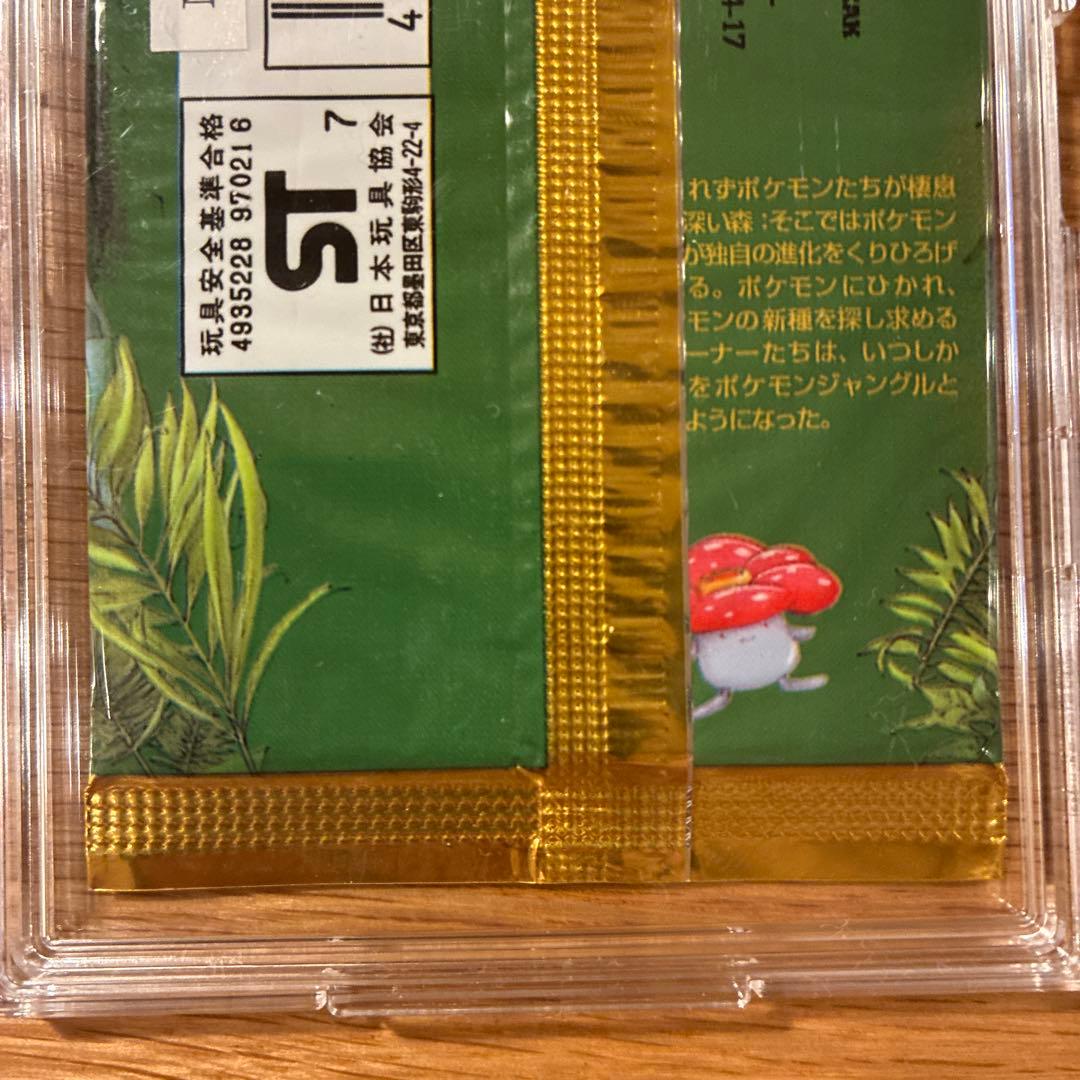 4
玩具安全基準合格
4935228 970216
ST
7
(社)日本玩具協会
東京都墨田区東駒形4-22-4
4-17
れずポケモンたちが棲息
深い森：そこではポケモン
が独自の進化をくりひろげ
る。ポケモンにひかれ、
モンの新種を探し求める
ーナーたちは、いつしか
をポケモンジャングルと
ようになった。